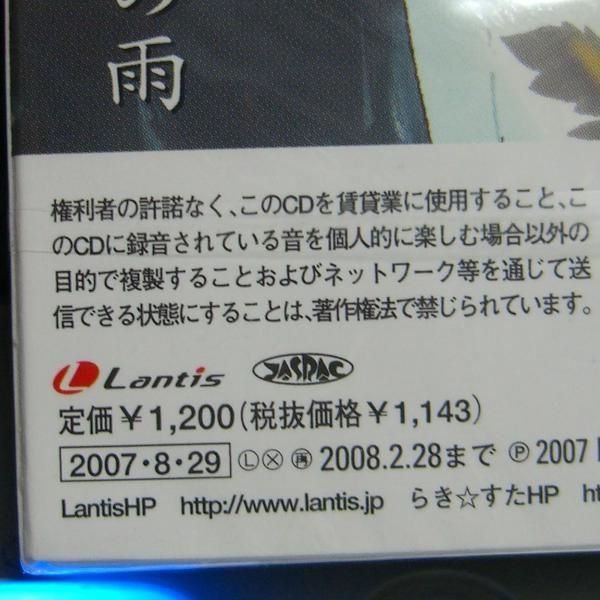 の雨
権利者の許諾なく、このCDを賃貸業に使用すること、こ
のCDに録音されている音を個人的に楽しむ場合以外の
目的で複製することおよびネットワーク等を通じて送
信できる状態にすることは、著作権法で禁じられています。
Lantis JASRAC
定価￥1,200(税抜価格￥1,143)
2007・8・29 Ⓛ Ⓧ ㊥ 2008.2.28まで Ⓟ 2007
LantisHP http://www.lantis.jp らき☆すたHP